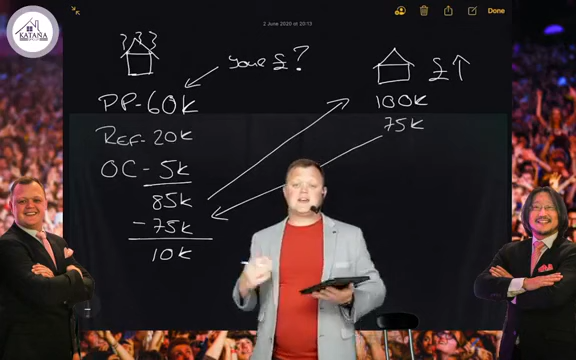 KATANA
2 June 2020 at 20:13
Done
???
your £?
£↑
PP-60k
100k
REF-20k
75k
OC-5k
85k
-75k
10k